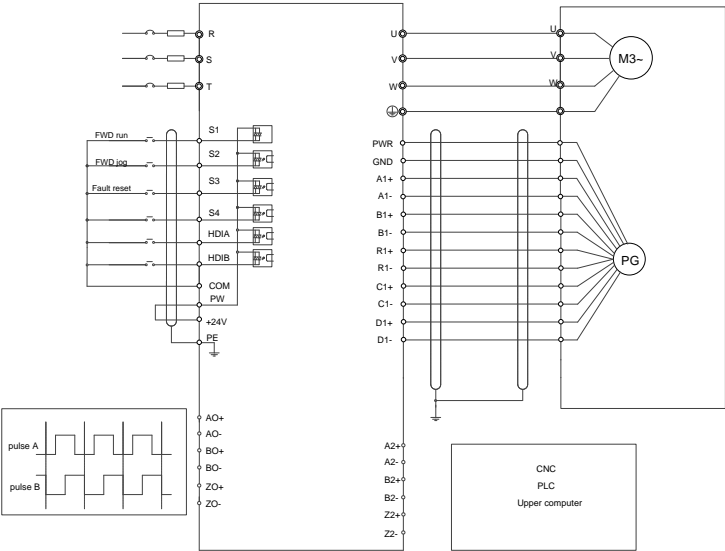 R
S
T
FWD run
FWD jog
Fault reset
S1
S2
S3
S4
HDIA
HDIB
COM
PW
+24V
PE
U
V
W
U
V
W
M3~
PWR
GND
A1+
A1-
B1+
B1-
R1+
R1-
C1+
C1-
D1+
D1-
PG
pulse A
pulse B
AO+
AO-
BO+
BO-
ZO+
ZO-
A2+
A2-
B2+
B2-
Z2+
Z2-
CNC
PLC
Upper computer